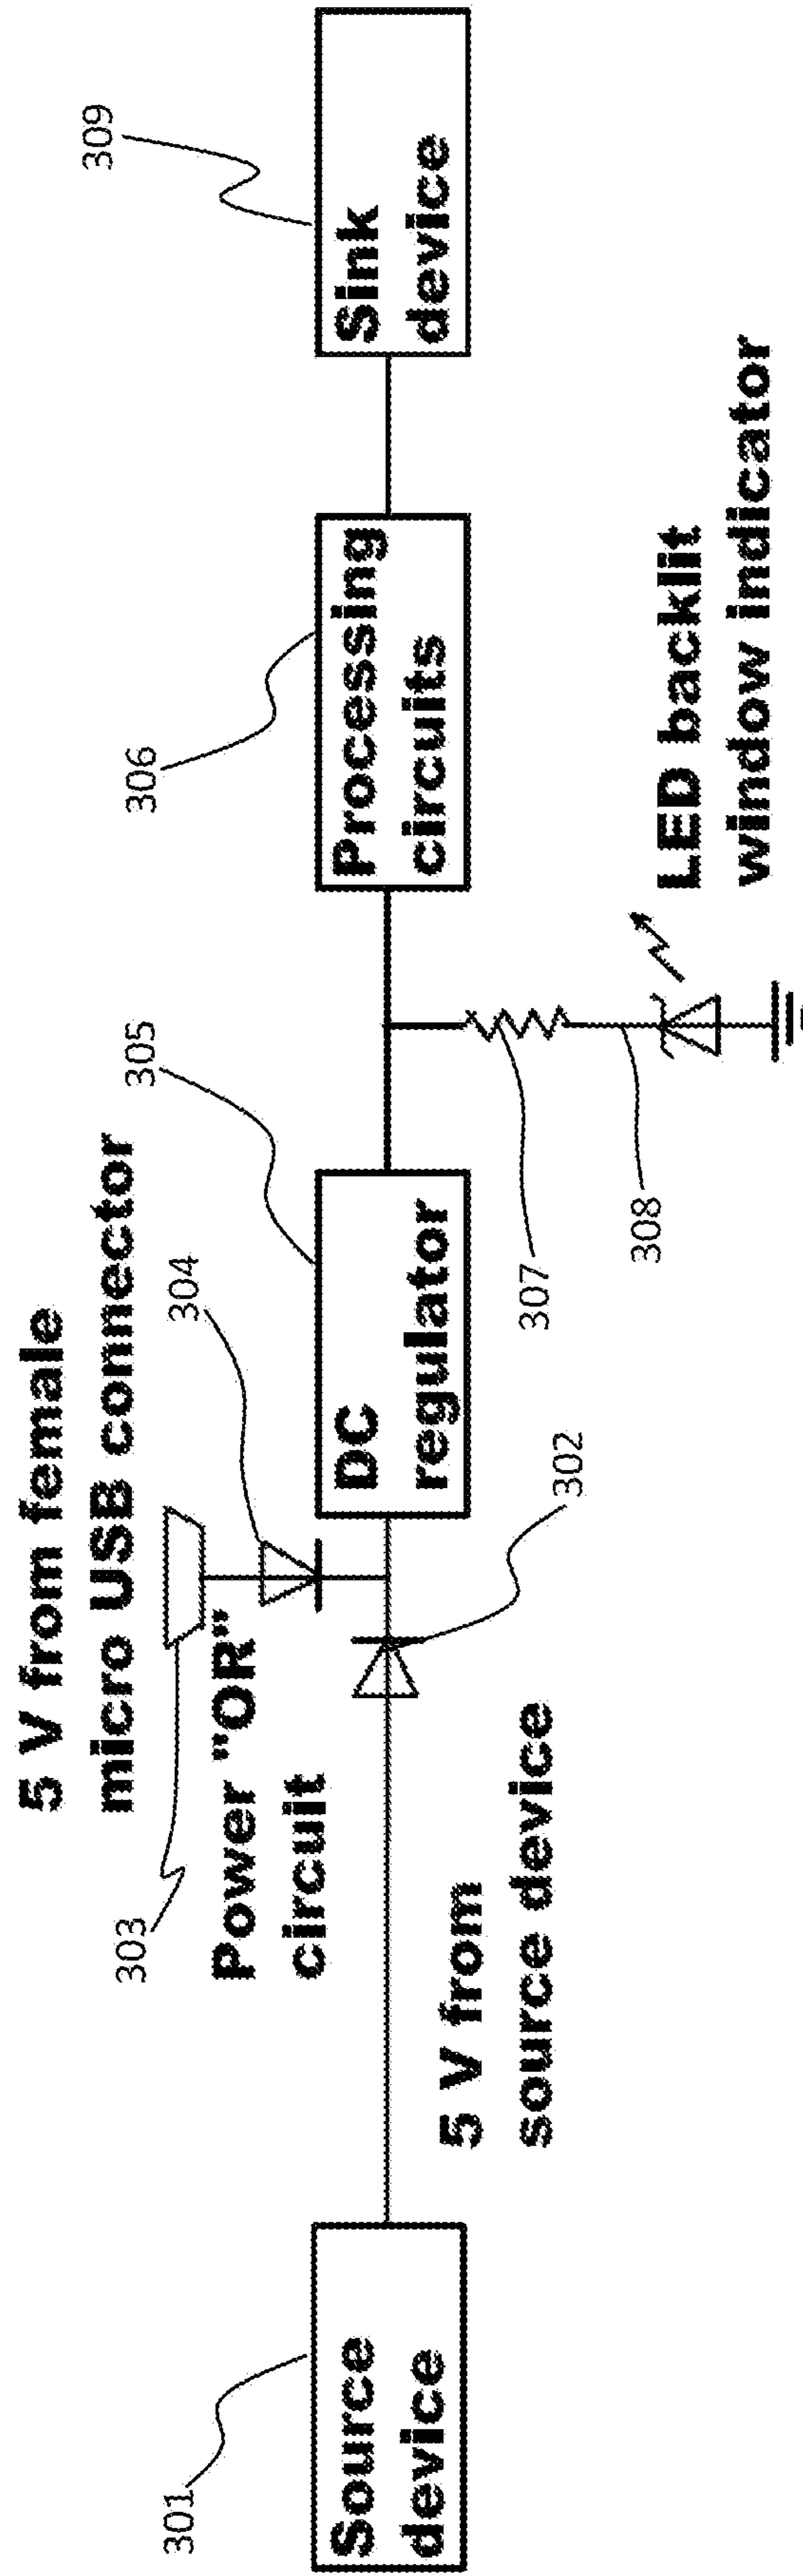 5 V from female
micro USB connector
303
Power "OR"
circuit
304
305
306
309
301
Source
device
DC
regulator
Processing
circuits
Sink
device
5 V from
source device
302
307
308
LED backlit
window indicator